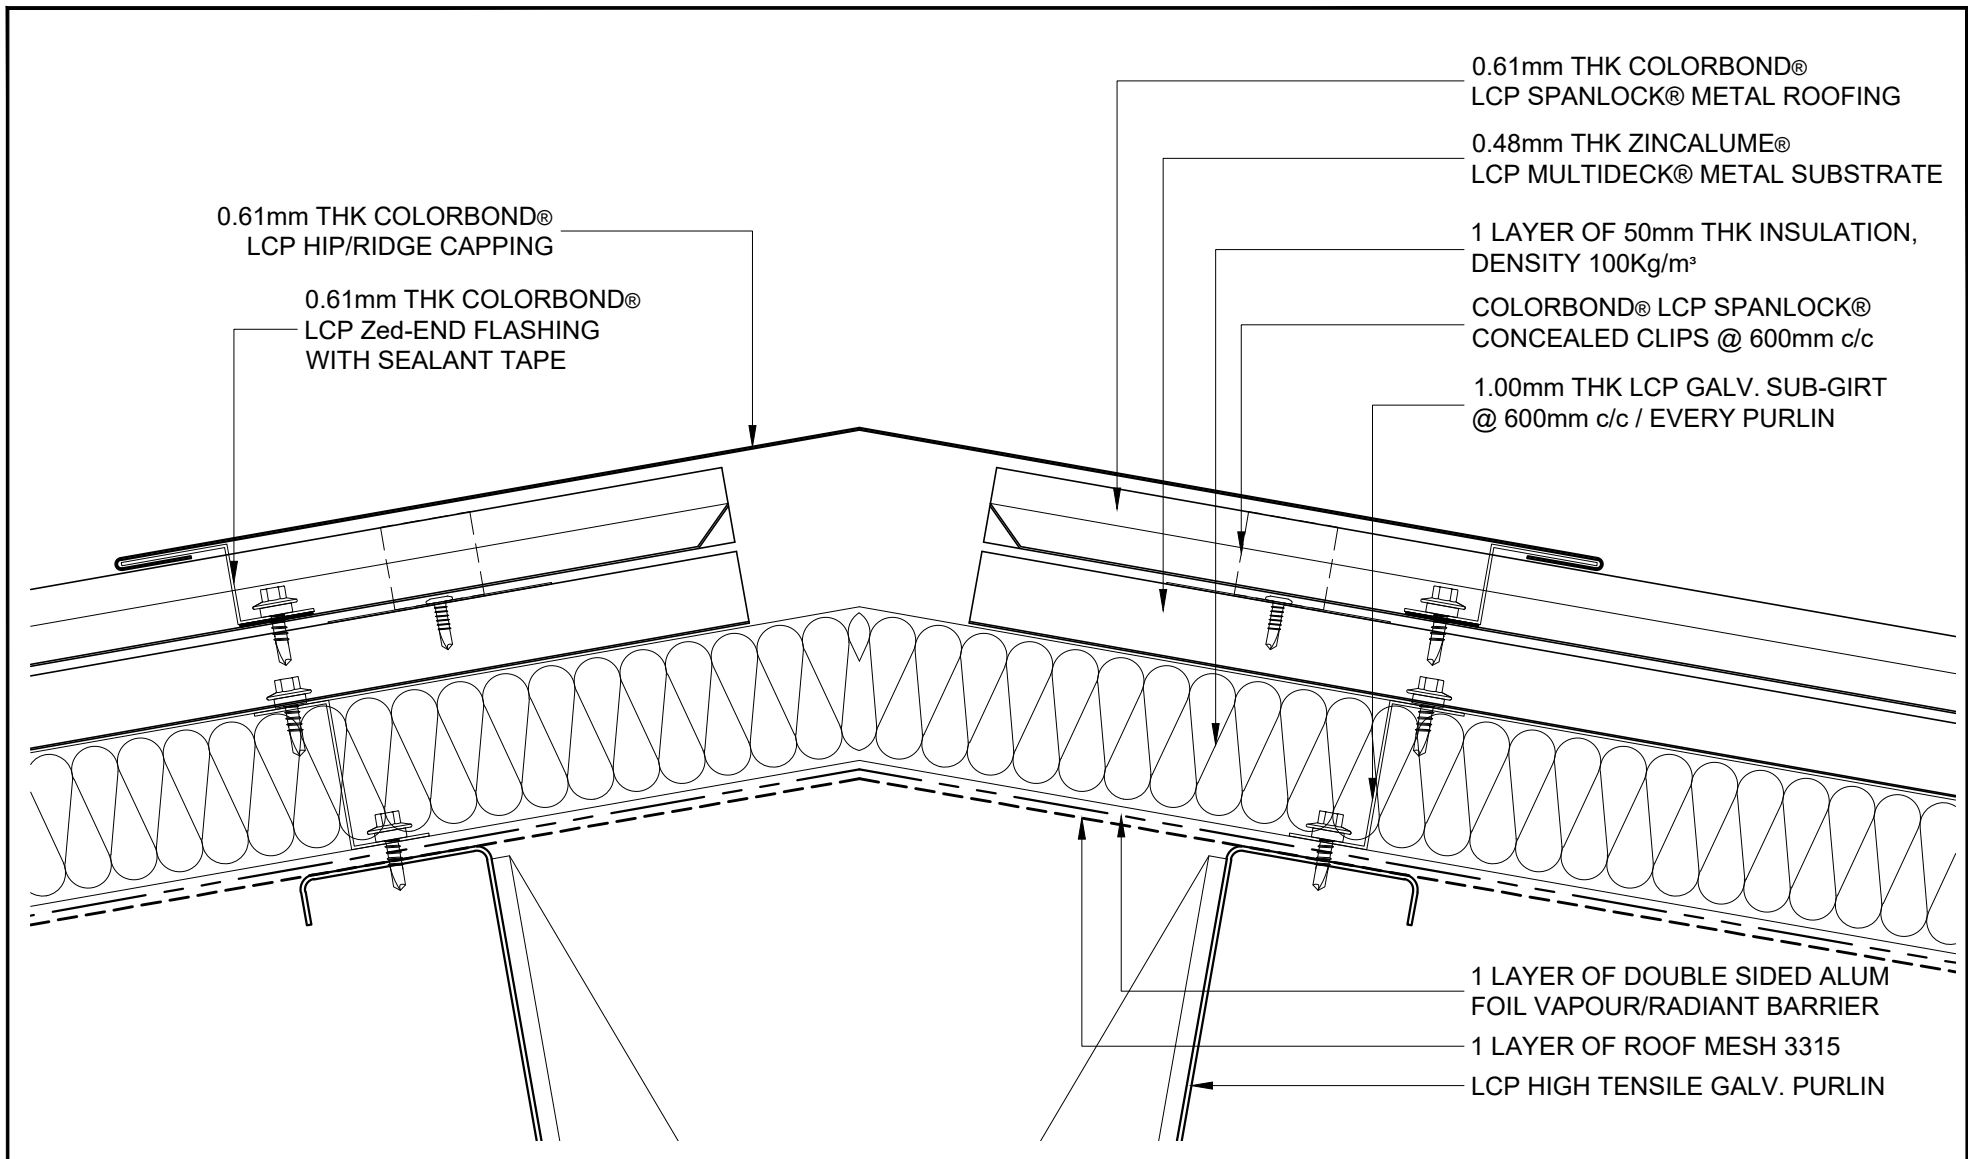 0.61mm THK COLORBOND®
LCP HIP/RIDGE CAPPING
0.61mm THK COLORBOND®
LCP Zed-END FLASHING
WITH SEALANT TAPE
0.61mm THK COLORBOND®
LCP SPANLOCK® METAL ROOFING
0.48mm THK ZINCALUME®
LCP MULTIDECK® METAL SUBSTRATE
1 LAYER OF 50mm THK INSULATION,
DENSITY 100Kg/m³
COLORBOND® LCP SPANLOCK®
CONCEALED CLIPS @ 600mm c/c
1.00mm THK LCP GALV. SUB-GIRT
@ 600mm c/c / EVERY PURLIN
1 LAYER OF DOUBLE SIDED ALUM
FOIL VAPOUR/RADIANT BARRIER
1 LAYER OF ROOF MESH 3315
LCP HIGH TENSILE GALV. PURLIN